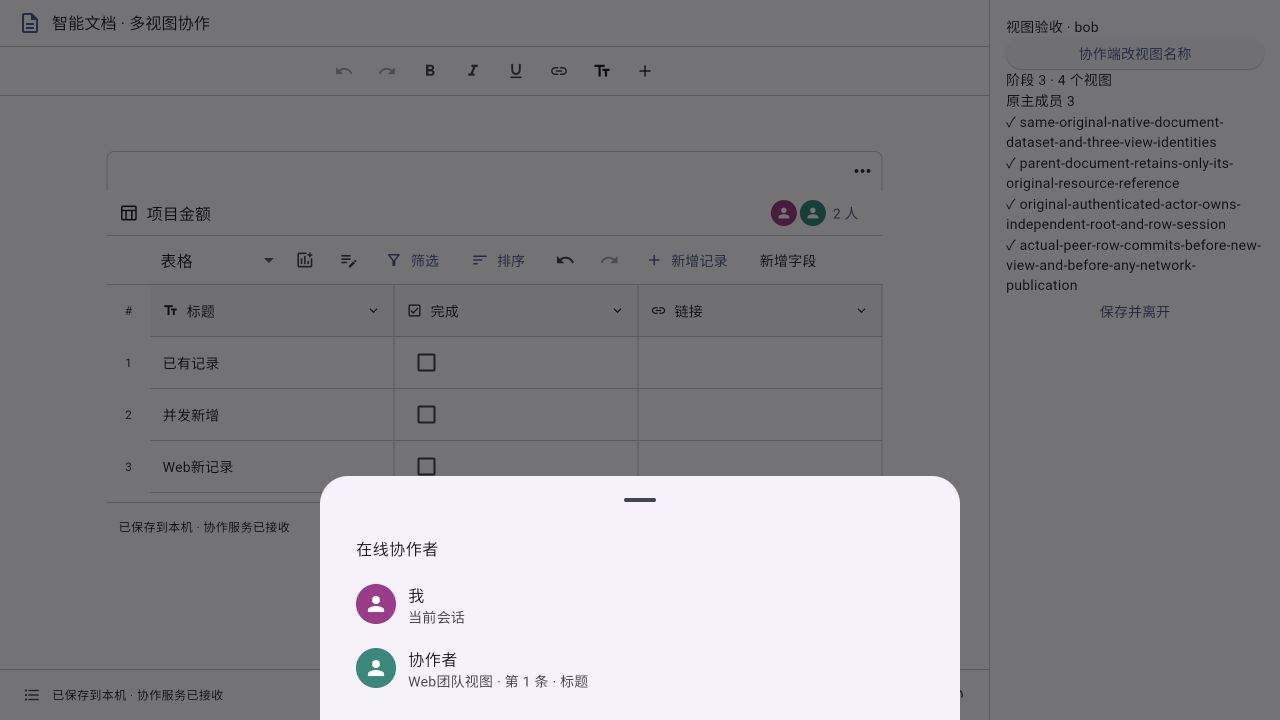 智能文档 · 多视图协作
B I U Tт +
项目金额
2 人
表格
筛选
排序
新增记录
新增字段
#
标题
完成
链接
1
已有记录
2
并发新增
3
Web新记录
已保存到本机 · 协作服务已接收
已保存到本机 · 协作服务已接收
在线协作者
我
当前会话
协作者
Web团队视图 · 第 1 条 · 标题
视图验收 · bob
协作端改视图名称
阶段 3 · 4 个视图
原主成员 3
✓ same-original-native-document-
dataset-and-three-view-identities
✓ parent-document-retains-only-its-
original-resource-reference
✓ original-authenticated-actor-owns-
independent-root-and-row-session
✓ actual-peer-row-commits-before-new-
view-and-before-any-network-
publication
保存并离开